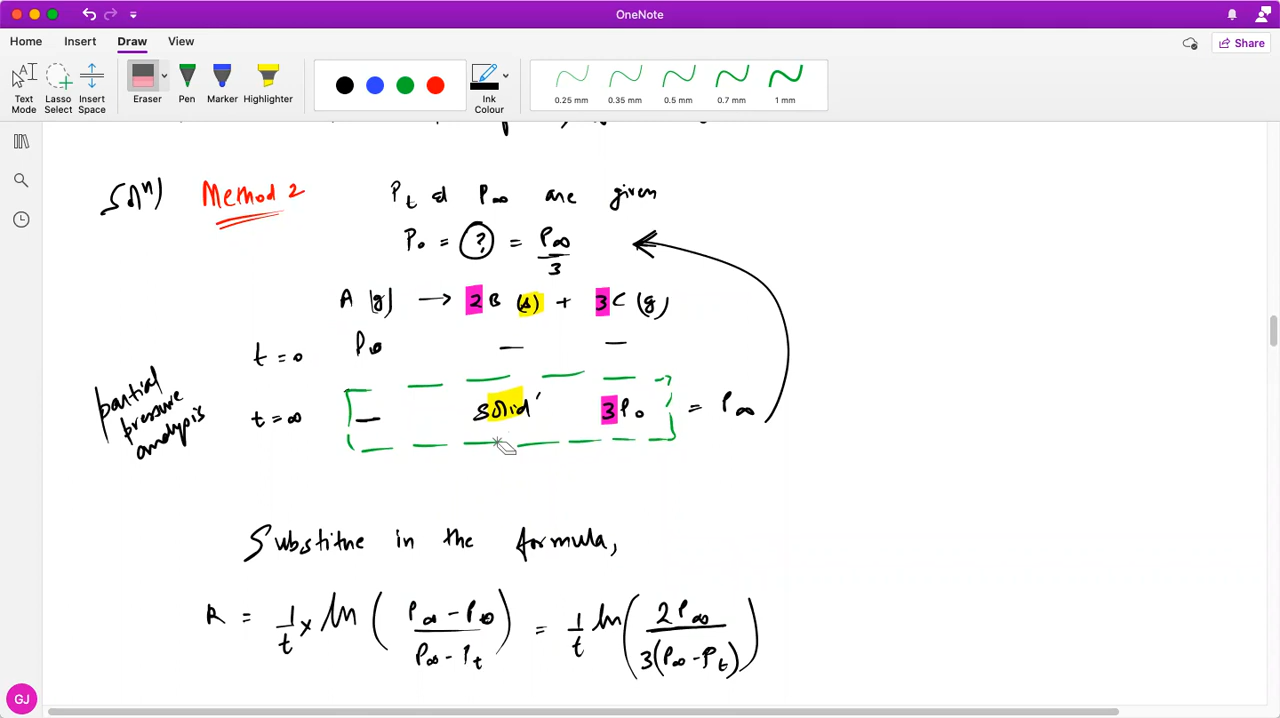 OneNote
Home Insert Draw View
Share
Text Mode
Lasso Select
Insert Space
Eraser
Pen
Marker
Highlighter
Ink Colour
0.25 mm 0.35 mm 0.5 mm 0.7 mm 1 mm
Solⁿ) Method 2 Pt & P∞ are given
P₀ = ? = P∞/3
A (g) → 2B (s) + 3C (g)
t = 0 P₀ — —
partial pressure analysis
t = ∞ — solid' 3P₀ = P∞
Substitue in the formula,
k = 1/t × ln (P∞ - P₀ / P∞ - Pt) = 1/t ln (2P∞ / 3(P∞ - Pt))
GJ